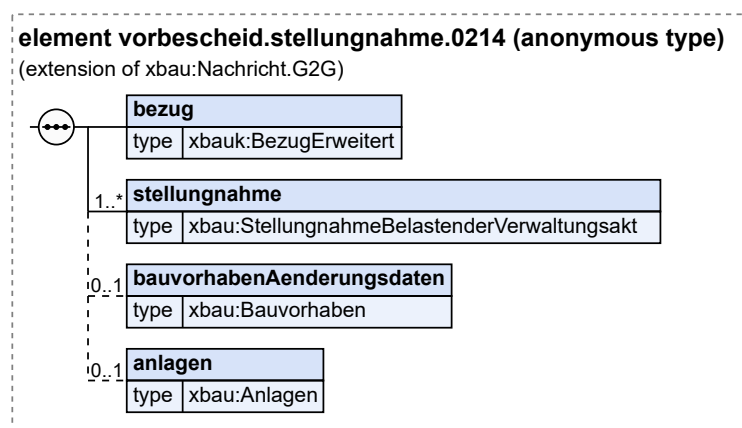 element vorbescheid.stellungnahme.0214 (anonymous type)
(extension of xbau:Nachricht.G2G)
bezug
type xbauk:BezugErweitert
1..* stellungnahme
type xbau:StellungnahmeBelastenderVerwaltungsakt
0..1 bauvorhabenAenderungsdaten
type xbau:Bauvorhaben
0..1 anlagen
type xbau:Anlagen